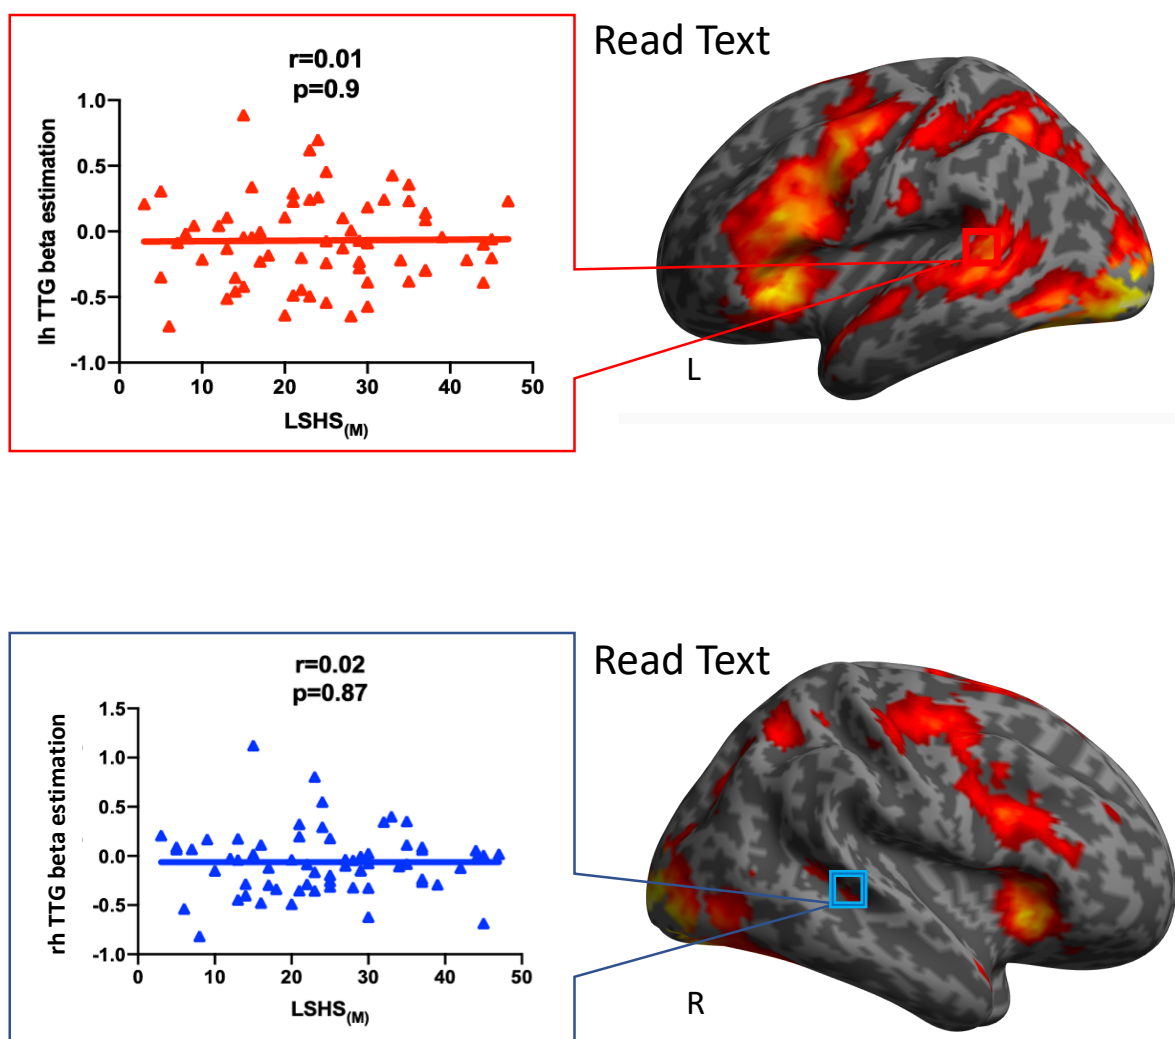 Read Text
r=0.01
p=0.9
lh TTG beta estimation
1.0
0.5
0.0
-0.5
-1.0
0 10 20 30 40 50
LSHS(M)
L
Read Text
r=0.02
p=0.87
rh TTG beta estimation
1.5
1.0
0.5
0.0
-0.5
-1.0
0 10 20 30 40 50
LSHS(M)
R